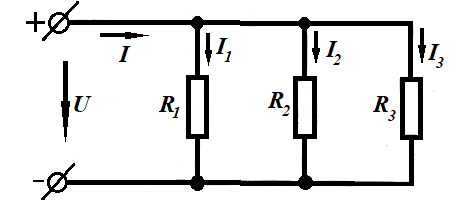 +
I
I₁
I₂
I₃
U
R₁
R₂
R₃
−